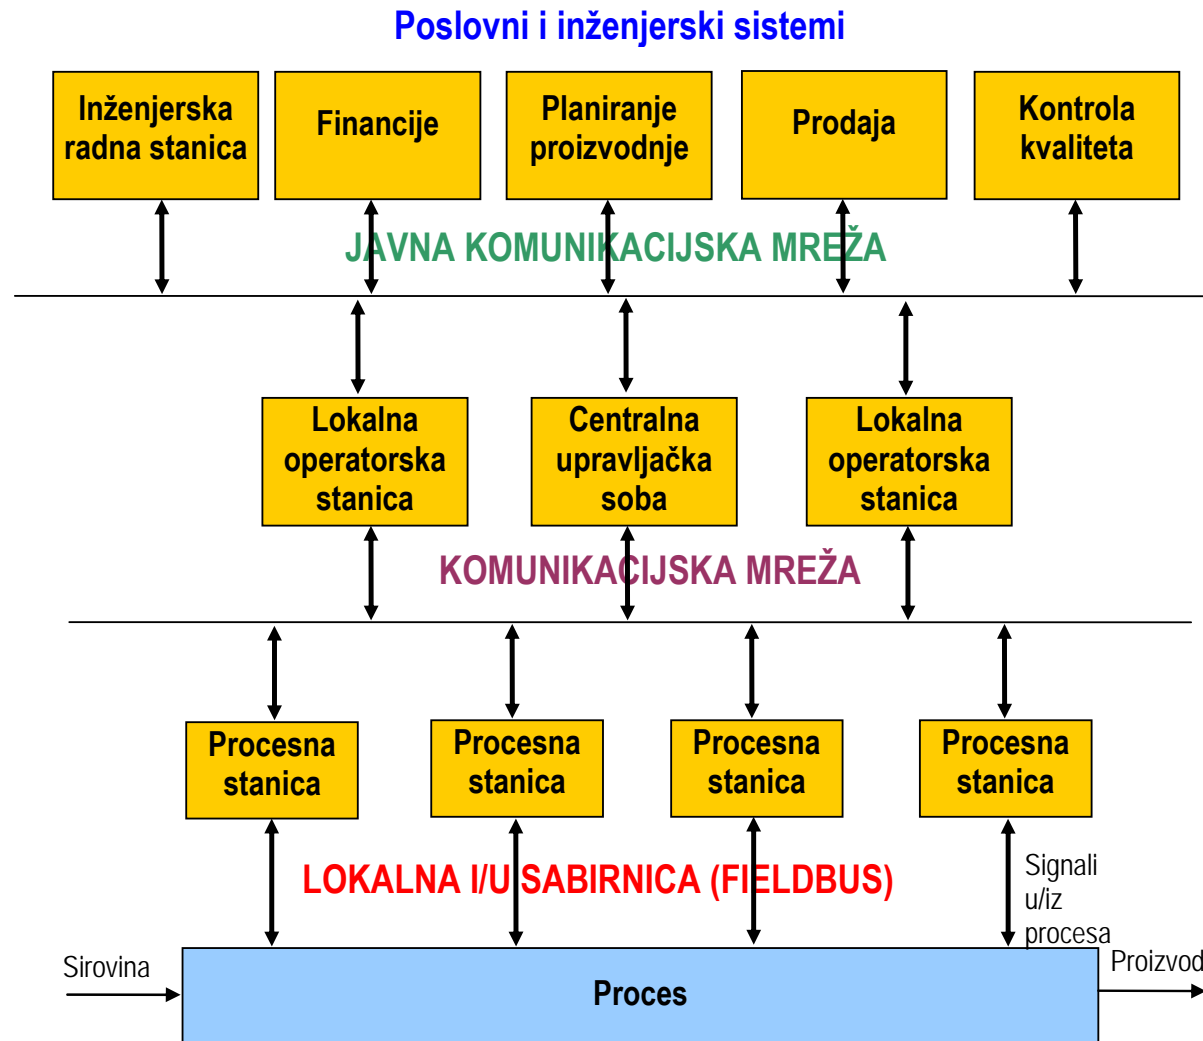 Poslovni i inženjerski sistemi
Inženjerska
radna stanica
Financije
Planiranje
proizvodnje
Prodaja
Kontrola
kvaliteta
JAVNA KOMUNIKACIJSKA MREŽA
Lokalna
operatorska
stanica
Centralna
upravljačka
soba
Lokalna
operatorska
stanica
KOMUNIKACIJSKA MREŽA
Procesna
stanica
Procesna
stanica
Procesna
stanica
Procesna
stanica
LOKALNA I/U SABIRNICA (FIELDBUS)
Signali
u/iz
procesa
Sirovina
Proces
Proizvod